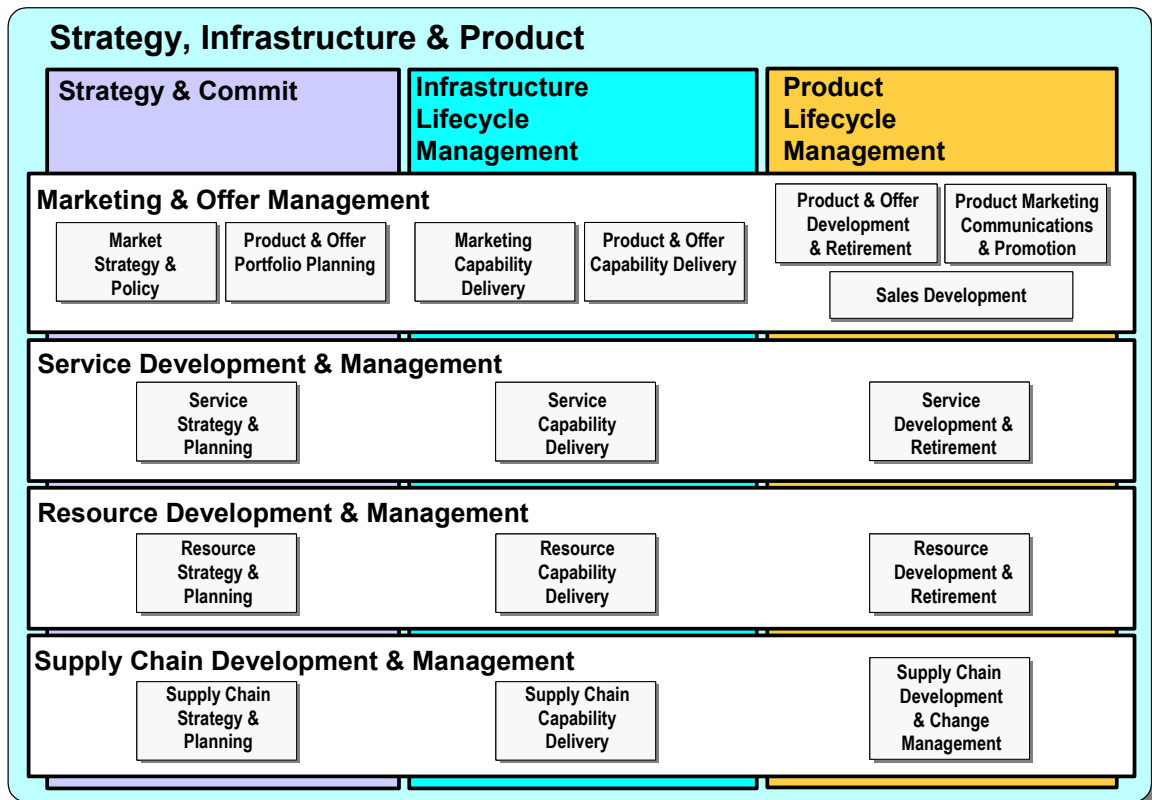 Strategy, Infrastructure & Product
Strategy & Commit
Infrastructure
Lifecycle
Management
Product
Lifecycle
Management
Marketing & Offer Management
Market
Strategy &
Policy
Product & Offer
Portfolio Planning
Marketing
Capability
Delivery
Product & Offer
Capability Delivery
Product & Offer
Development
& Retirement
Product Marketing
Communications
& Promotion
Sales Development
Service Development & Management
Service
Strategy &
Planning
Service
Capability
Delivery
Service
Development &
Retirement
Resource Development & Management
Resource
Strategy &
Planning
Resource
Capability
Delivery
Resource
Development &
Retirement
Supply Chain Development & Management
Supply Chain
Strategy &
Planning
Supply Chain
Capability
Delivery
Supply Chain
Development
& Change
Management